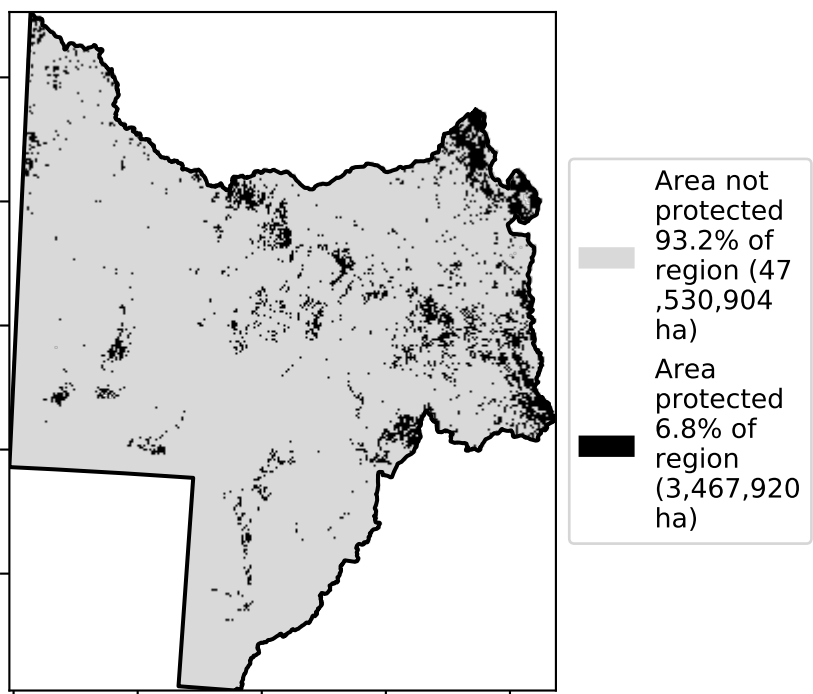 Area not
protected
93.2% of
region (47
,530,904
ha)
Area
protected
6.8% of
region
(3,467,920
ha)